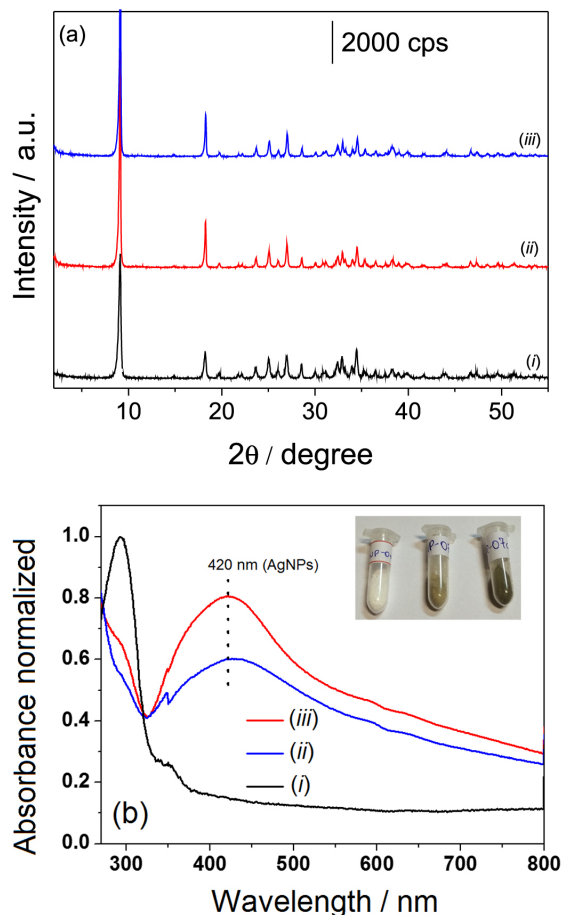 (a)
2000 cps
Intensity / a.u.
(iii)
(ii)
(i)
10 20 30 40 50
2θ / degree
Absorbance normalized
1.0
0.8
0.6
0.4
0.2
0.0
420 nm (AgNPs)
(iii)
(ii)
(i)
(b)
300 400 500 600 700 800
Wavelength / nm